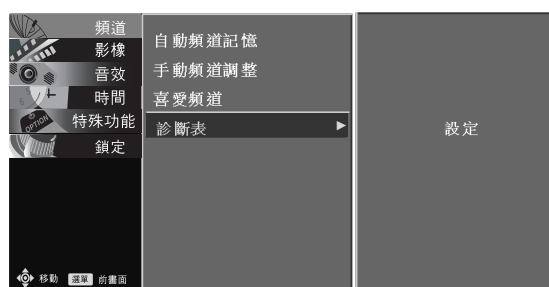 頻道
影像
音效
時間
特殊功能
鎖定
自動頻道記憶
手動頻道調整
喜愛頻道
診斷表
設定
移動 選單 前畫面